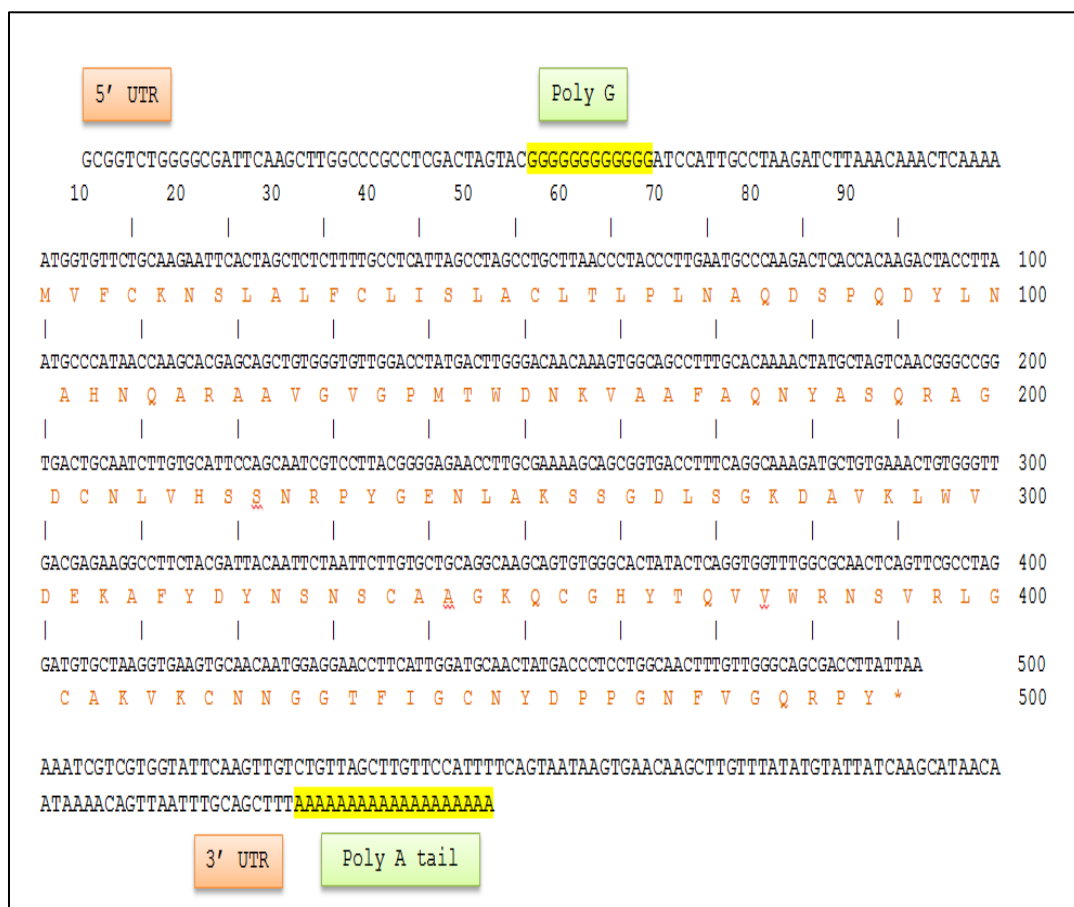 5' UTR
Poly G
GCGGTCTGGGGCGATTCAAGCTTGGCCCGCCTCGACTAGTACGGGGGGGGGGGGATCCATTGCCTAAGATCTTAAACAAACTCAAAA
10 20 30 40 50 60 70 80 90
| | | | | | | | |
ATGGTGTTCTGCAAGAATTCACTAGCTCTCTTTTGCCTCATTAGCCTAGCCTGCTTAACCCTACCCTTGAATGCCCAAGACTCACCACAAGACTACCTTA 100
M V F C K N S L A L F C L I S L A C L T L P L N A Q D S P Q D Y L N 100
| | | | | | | | | |
ATGCCCATAACCAAGCACGAGCAGCTGTGGGTGTTGGACCTATGACTTGGGACAACAAAGTGGCAGCCTTTGCACAAAACTATGCTAGTCAACGGGCCGG 200
A H N Q A R A A V G V G P M T W D N K V A A F A Q N Y A S Q R A G 200
| | | | | | | | | |
TGACTGCAATCTTGTGCATTCCAGCAATCGTCCTTACGGGGAGAACCTTGCGAAAAGCAGCGGTGACCTTTCAGGCAAAGATGCTGTGAAACTGTGGGTT 300
D C N L V H S S N R P Y G E N L A K S S G D L S G K D A V K L W V 300
| | | | | | | | | |
GACGAGAAGGCCTTCTACGATTACAATTCTAATTCTTGTGCTGCAGGCAAGCAGTGTGGGCACTATACTCAGGTGGTTTGGCGCAACTCAGTTCGCCTAG 400
D E K A F Y D Y N S N S C A A G K Q C G H Y T Q V V W R N S V R L G 400
| | | | | | | | | |
GATGTGCTAAGGTGAAGTGCAACAATGGAGGAACCTTCATTGGATGCAACTATGACCCTCCTGGCAACTTTGTTGGGCAGCGACCTTATTAA 500
C A K V K C N N G G T F I G C N Y D P P G N F V G Q R P Y * 500
AAATCGTCGTGGTATTCAAGTTGTCTGTTAGCTTGTTCCATTTTCAGTAATAAGTGAACAAGCTTGTTTATATGTATTATCAAGCATAACA
ATAAAACAGTTAATTTGCAGCTTTAAAAAAAAAAAAAAAAAAA
3' UTR
Poly A tail